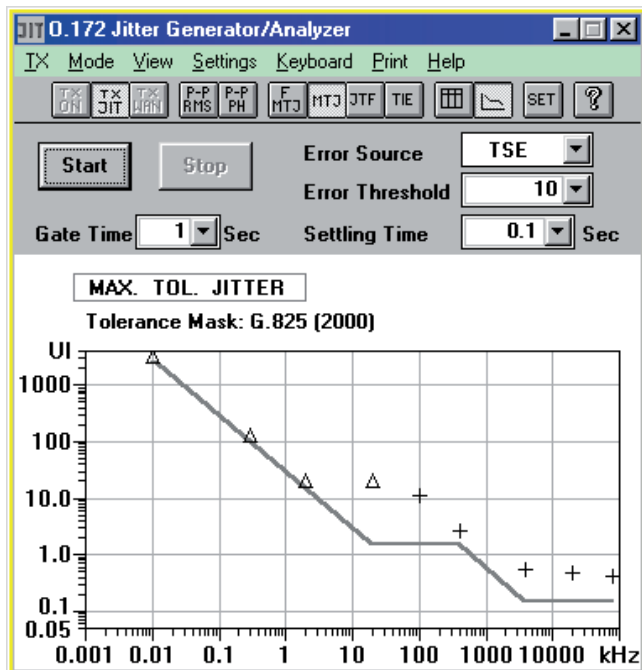 JIT O.172 Jitter Generator/Analyzer
TX Mode View Settings Keyboard Print Help
TX ON TX JIT TX WAN P-P RMS P-P PH F MTJ MTJ JTF TIE SET ?
Start Stop Error Source TSE
Error Threshold 10
Gate Time 1 Sec Settling Time 0.1 Sec
MAX. TOL. JITTER
Tolerance Mask: G.825 (2000)
UI
1000
100
10.0
1.0
0.1
0.05
0.001 0.01 0.1 1 10 100 1000 10000 kHz